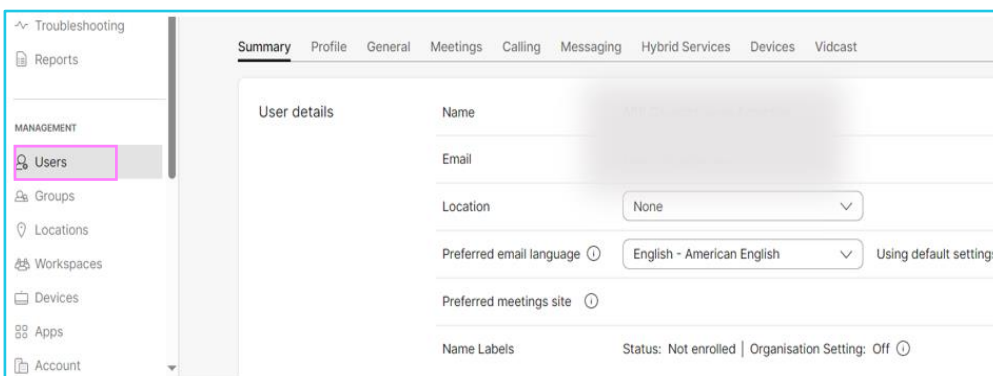 Troubleshooting
Reports
MANAGEMENT
Users
Groups
Locations
Workspaces
Devices
Apps
Account
Summary Profile General Meetings Calling Messaging Hybrid Services Devices Vidcast
User details
Name
Email
Location None
Preferred email language English - American English Using default settings
Preferred meetings site
Name Labels Status: Not enrolled | Organisation Setting: Off